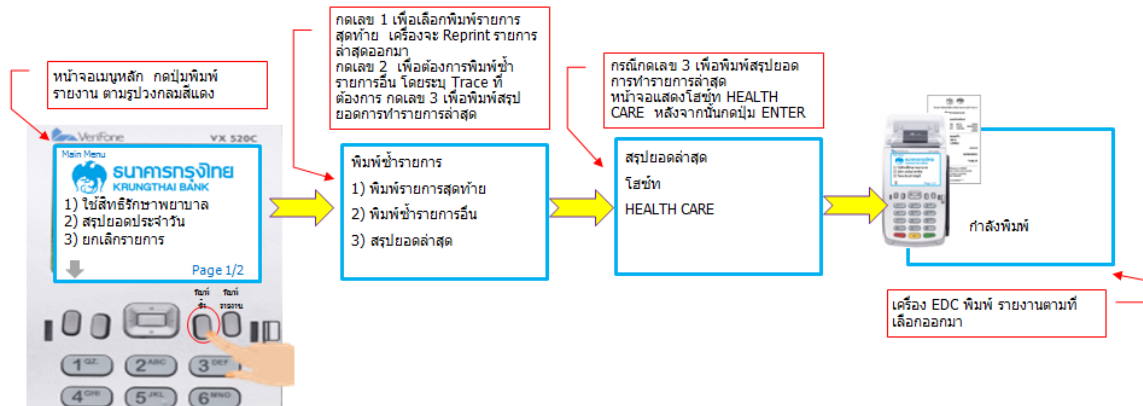 หน้าจอเมนูหลัก กดปุ่มพิมพ์
รายงาน ตามรูปวงกลมสีแดง
VeriFone
VX 520C
Main Menu
ธนาคารกรุงไทย
KRUNGTHAI BANK
1) ใช้สิทธิรักษาพยาบาล
2) สรุปยอดประจำวัน
3) ยกเลิกรายการ
Page 1/2
พิมพ์
ซ้ำ
พิมพ์
รายงาน
1 QZ.
2 ABC
3 DEF
4 GHI
5 JKL
6 MNO
กดเลข 1 เพื่อเลือกพิมพ์รายการ
สุดท้าย เครื่องจะ Reprint รายการ
ล่าสุดออกมา
กดเลข 2 เพื่อต้องการพิมพ์ซ้ำ
รายการอื่น โดยระบุ Trace ที่
ต้องการ กดเลข 3 เพื่อพิมพ์สรุป
ยอดการทำรายการล่าสุด
พิมพ์ซ้ำรายการ
1) พิมพ์รายการสุดท้าย
2) พิมพ์ซ้ำรายการอื่น
3) สรุปยอดล่าสุด
กรณีกดเลข 3 เพื่อพิมพ์สรุปยอด
การทำรายการล่าสุด
หน้าจอแสดงโฮซ์ท HEALTH
CARE หลังจากนั้นกดปุ่ม ENTER
สรุปยอดล่าสุด
โฮซ์ท
HEALTH CARE
กำลังพิมพ์
เครื่อง EDC พิมพ์ รายงานตามที่
เลือกออกมา